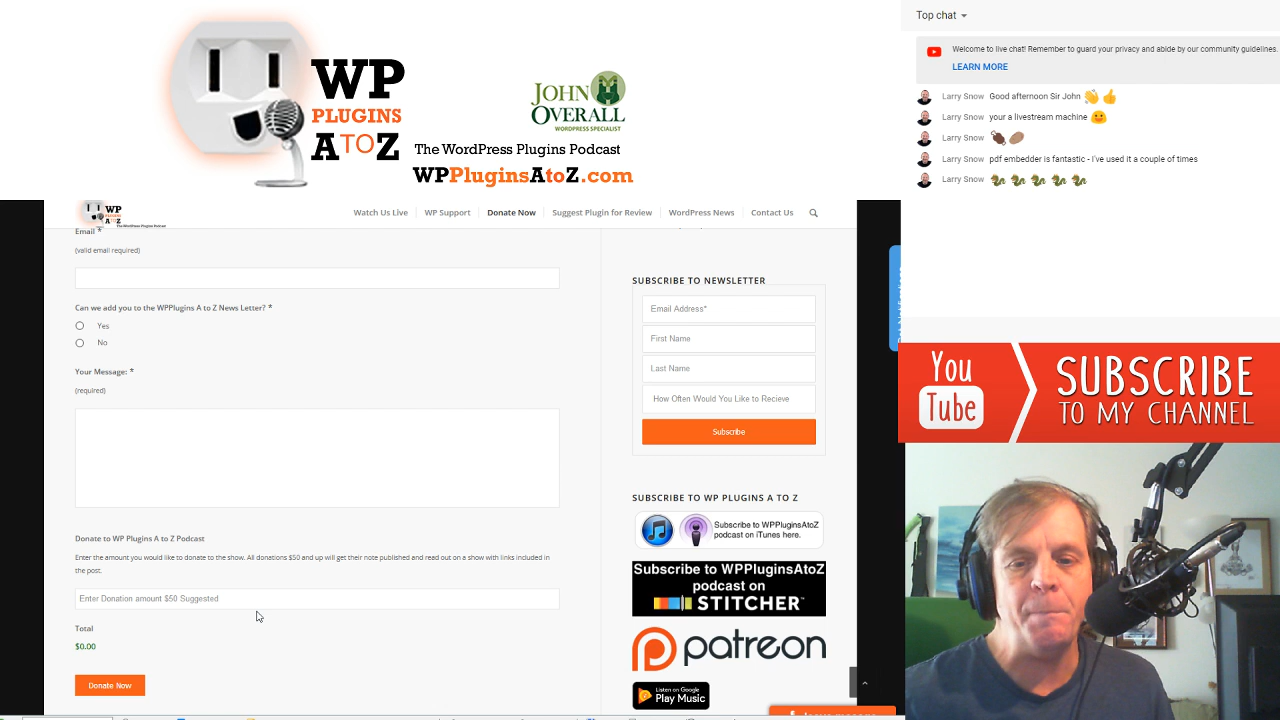 WP
PLUGINS
ATOZ
JOHN
OVERALL
WORDPRESS SPECIALIST
The WordPress Plugins Podcast
WPPluginsAtoZ.com
WP
PLUGINS
ATOZ
The WordPress Plugins Podcast
Watch Us Live
WP Support
Donate Now
Suggest Plugin for Review
WordPress News
Contact Us
Email *
(valid email required)
Can we add you to the WPPlugins A to Z News Letter? *
Yes
No
Your Message: *
(required)
Donate to WP Plugins A to Z Podcast
Enter the amount you would like to donate to the show. All donations $50 and up will get their note published and read out on a show with links included in
the post.
Enter Donation amount $50 Suggested
Total
$0.00
Donate Now
SUBSCRIBE TO NEWSLETTER
Email Address*
First Name
Last Name
How Often Would You Like to Recieve
Subscribe
SUBSCRIBE TO WP PLUGINS A TO Z
Subscribe to WPPluginsAtoZ
podcast on iTunes here.
Subscribe to WPPluginsAtoZ
podcast on
STITCHER
patreon
Listen on Google
Play Music
Top chat
Welcome to live chat! Remember to guard your privacy and abide by our community guidelines.
LEARN MORE
Larry Snow Good afternoon Sir John 👋 👍
Larry Snow your a livestream machine
Larry Snow
Larry Snow pdf embedder is fantastic - i've used it a couple of times
Larry Snow 🐉 🐉 🐉 🐉 🐉
You
Tube
SUBSCRIBE
TO MY CHANNEL